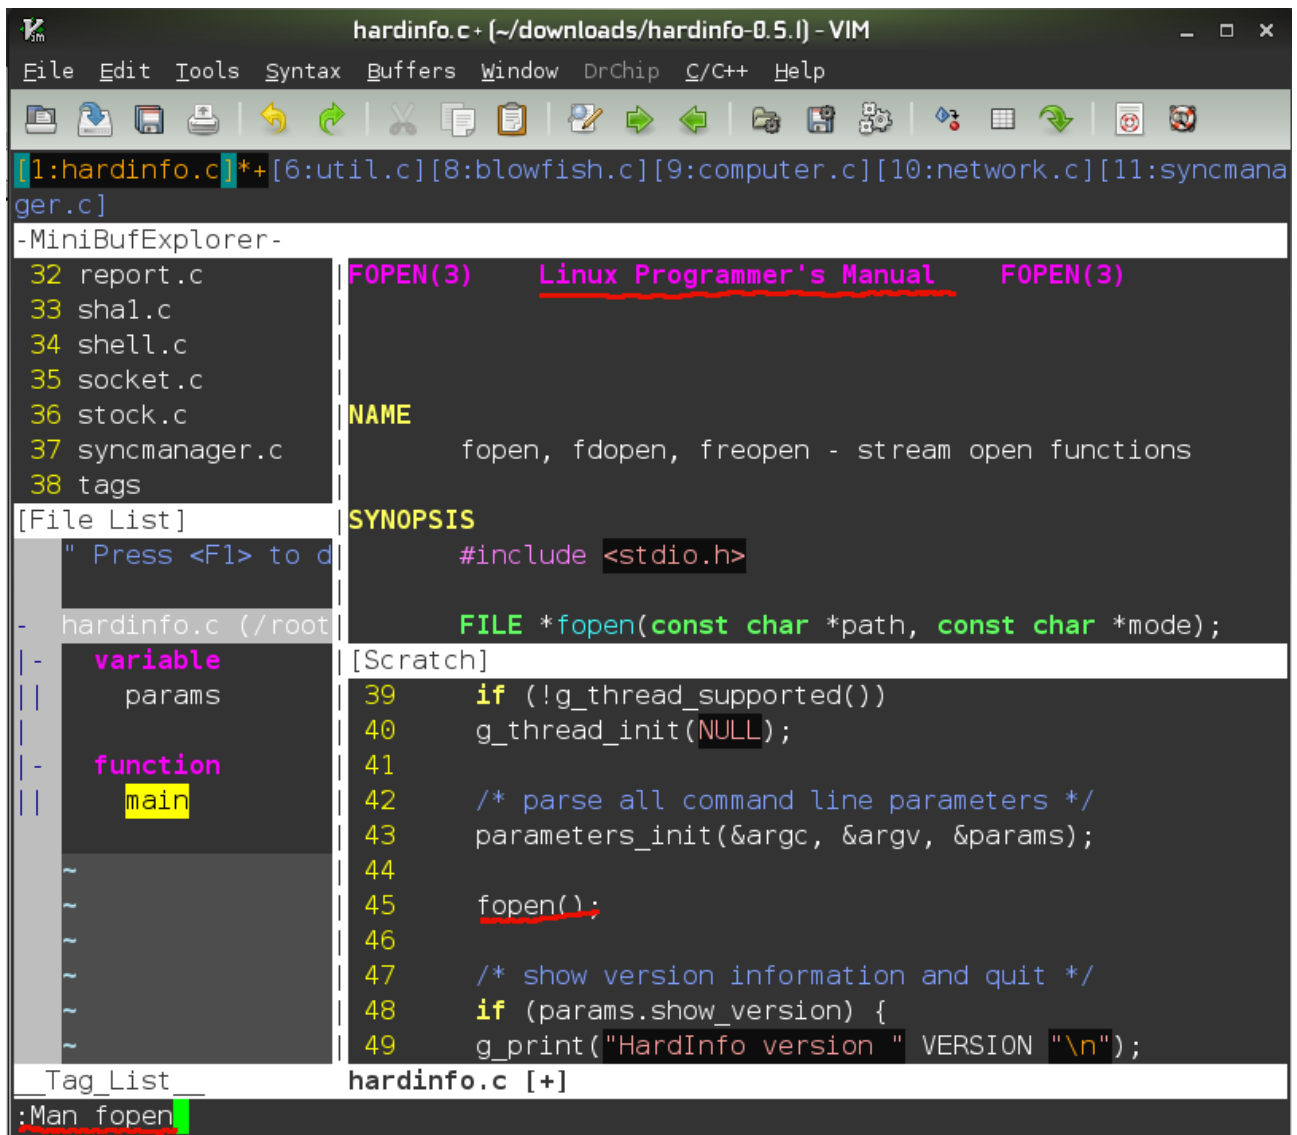 hardinfo.c + (~/downloads/hardinfo-0.5.1) - VIM
File Edit Tools Syntax Buffers Window DrChip C/C++ Help
[1:hardinfo.c]*+[6:util.c][8:blowfish.c][9:computer.c][10:network.c][11:syncmana
ger.c]
-MiniBufExplorer-
32 report.c
33 sha1.c
34 shell.c
35 socket.c
36 stock.c
37 syncmanager.c
38 tags
[File List]
" Press <F1> to d
- hardinfo.c (/root
|- variable
|| params
|
|- function
|| main
~
~
~
~
~
~
__Tag_List__
FOPEN(3) Linux Programmer's Manual FOPEN(3)
NAME
fopen, fdopen, freopen - stream open functions
SYNOPSIS
#include <stdio.h>
FILE *fopen(const char *path, const char *mode);
[Scratch]
39 if (!g_thread_supported())
40 g_thread_init(NULL);
41
42 /* parse all command line parameters */
43 parameters_init(&argc, &argv, &params);
44
45 fopen();
46
47 /* show version information and quit */
48 if (params.show_version) {
49 g_print("HardInfo version " VERSION "\n");
hardinfo.c [+]
:Man fopen